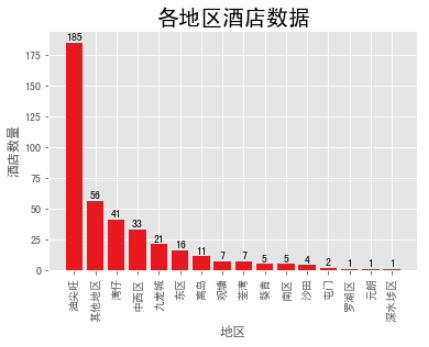 各地区酒店数据
酒店数量
175
150
125
100
75
50
25
0
185
56
41
33
21
16
11
7
7
5
5
4
2
1
1
1
油尖旺
其他地区
湾仔
中西区
九龙城
东区
离岛
观塘
荃湾
葵青
南区
沙田
屯门
罗湖区
元朗
深水埗区
地区